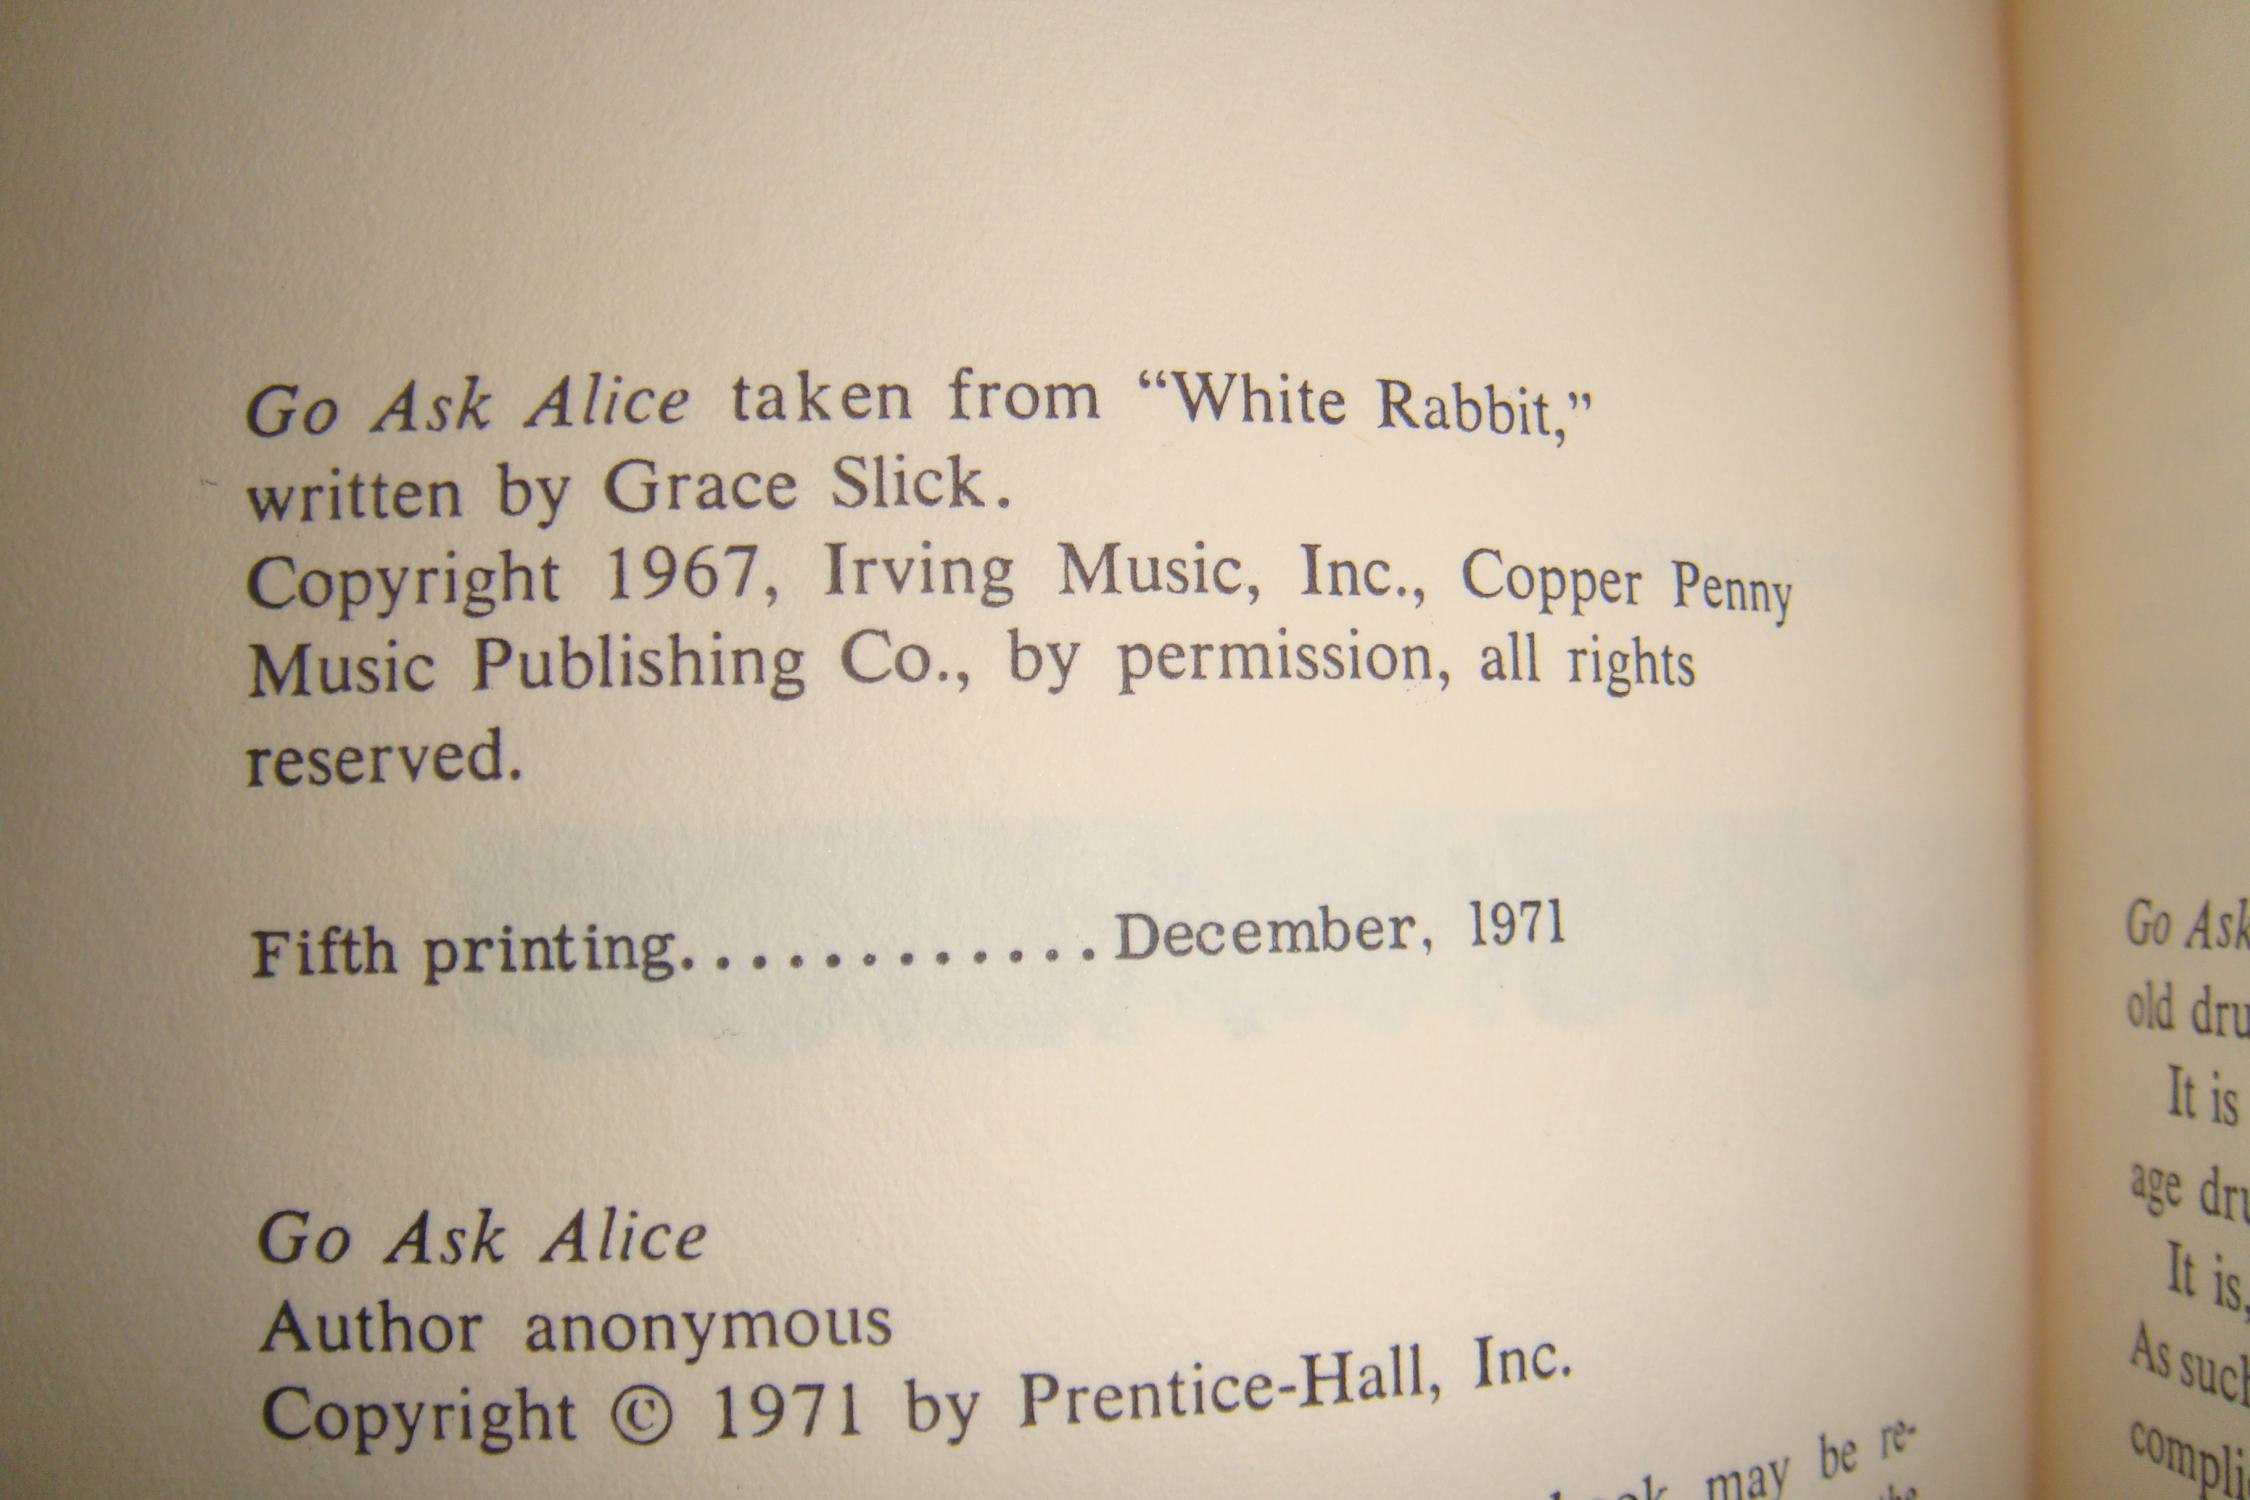 Go Ask Alice taken from “White Rabbit,”
written by Grace Slick.
Copyright 1967, Irving Music, Inc., Copper Penny
Music Publishing Co., by permission, all rights
reserved.
Fifth printing............December, 1971
Go Ask Alice
Author anonymous
Copyright © 1971 by Prentice-Hall, Inc.
may be re-
the
Go Ask
old dru
It is
age dru
It is,
As such
compli